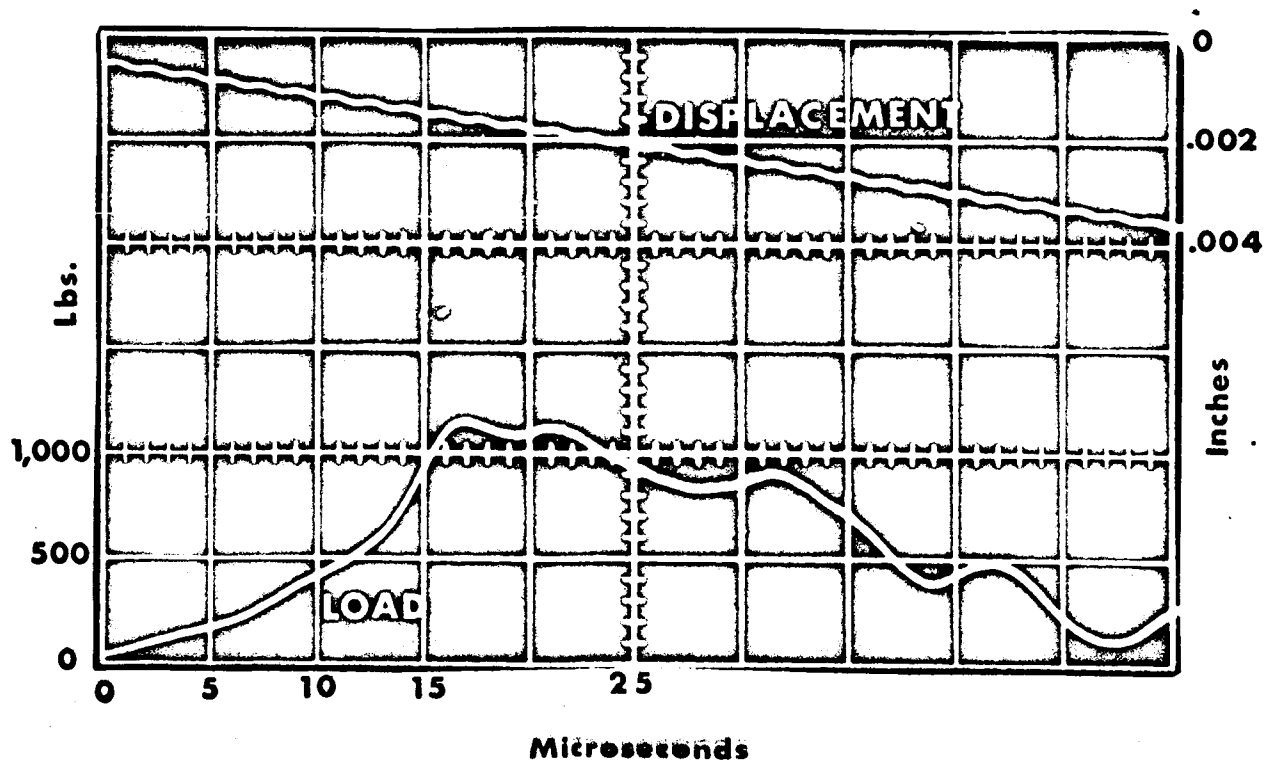 0
DISPLACEMENT
.002
.004
Lbs.
Inches
1,000
500
LOAD
0
0 5 10 15 25
Microseconds